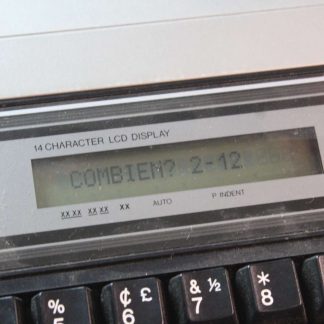 14 CHARACTER LCD DISPLAY
COMBIEM? 2-12
XX XX XX XX XX AUTO P INDENT
% ¢ £ & ½ *
5 6 7 8